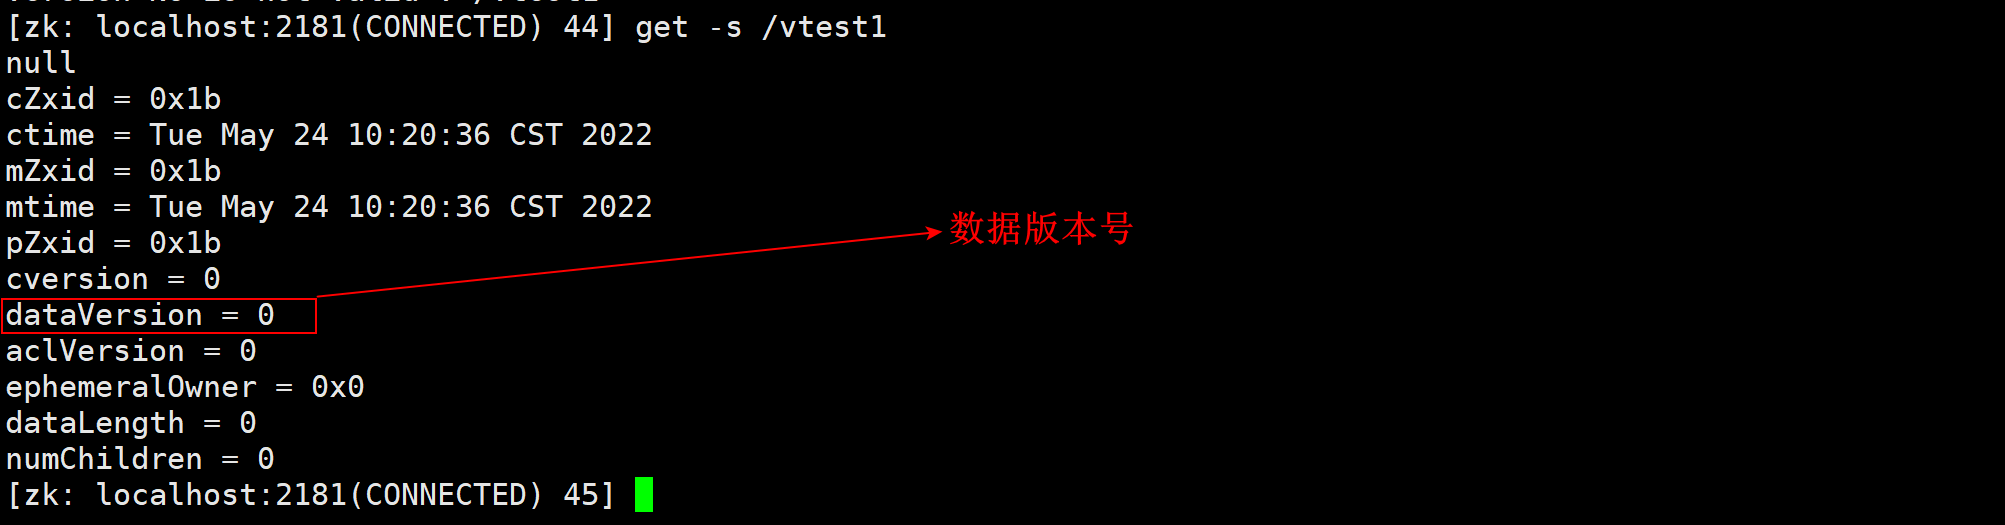 [zk: localhost:2181(CONNECTED) 44] get -s /vtest1
null
cZxid = 0x1b
ctime = Tue May 24 10:20:36 CST 2022
mZxid = 0x1b
mtime = Tue May 24 10:20:36 CST 2022
数据版本号
pZxid = 0x1b
cversion = 0
dataVersion = 0
aclVersion = 0
ephemeralOwner = 0x0
dataLength = 0
numChildren = 0
[zk: localhost:2181(CONNECTED) 45]